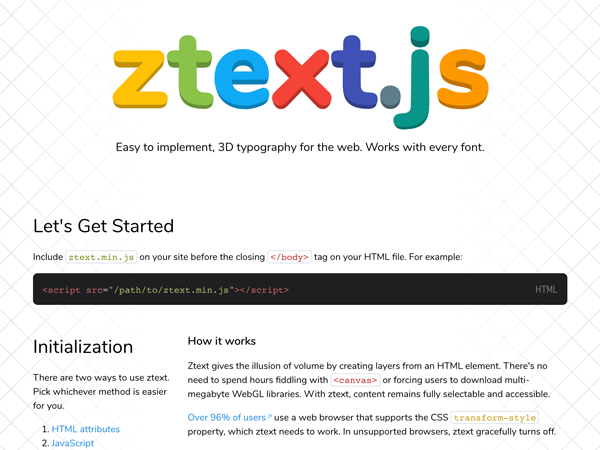 ztext.js
Easy to implement, 3D typography for the web. Works with every font.
Let's Get Started
Include ztext.min.js on your site before the closing </body> tag on your HTML file. For example:
<script src="/path/to/ztext.min.js"></script>
HTML
Initialization
There are two ways to use ztext.
Pick whichever method is easier
for you.
1. HTML attributes
2. JavaScript
How it works
Ztext gives the illusion of volume by creating layers from an HTML element. There's no
need to spend hours fiddling with <canvas> or forcing users to download multi-
megabyte WebGL libraries. With ztext, content remains fully selectable and accessible.
Over 96% of users↗ use a web browser that supports the CSS transform-style
property, which ztext needs to work. In unsupported browsers, ztext gracefully turns off.